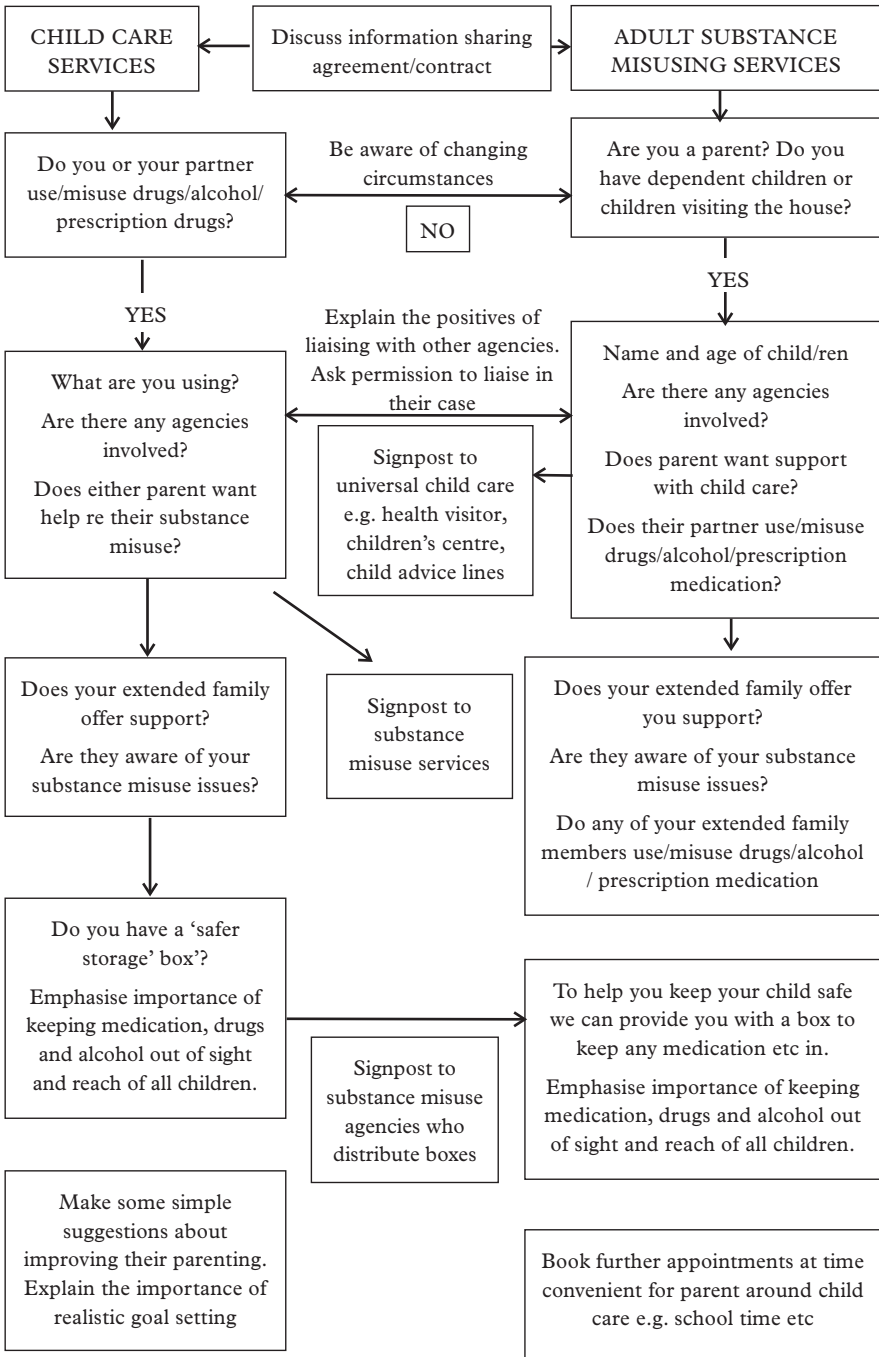 CHILD CARE
SERVICES
Discuss information sharing
agreement/contract
ADULT SUBSTANCE
MISUSING SERVICES
Do you or your partner
use/misuse drugs/alcohol/
prescription drugs?
Be aware of changing
circumstances
NO
Are you a parent? Do you
have dependent children or
children visiting the house?
YES
YES
What are you using?
Are there any agencies
involved?
Does either parent want
help re their substance
misuse?
Explain the positives of
liaising with other agencies.
Ask permission to liaise in
their case
Signpost to
universal child care
e.g. health visitor,
children’s centre,
child advice lines
Name and age of child/ren
Are there any agencies
involved?
Does parent want support
with child care?
Does their partner use/misuse
drugs/alcohol/prescription
medication?
Does your extended family
offer support?
Are they aware of your
substance misuse issues?
Signpost to
substance
misuse services
Does your extended family offer
you support?
Are they aware of your substance
misuse issues?
Do any of your extended family
members use/misuse drugs/alcohol
/ prescription medication
Do you have a ‘safer
storage’ box’?
Emphasise importance of
keeping medication, drugs
and alcohol out of sight
and reach of all children.
Signpost to
substance misuse
agencies who
distribute boxes
To help you keep your child safe
we can provide you with a box to
keep any medication etc in.
Emphasise importance of keeping
medication, drugs and alcohol out
of sight and reach of all children.
Make some simple
suggestions about
improving their parenting.
Explain the importance of
realistic goal setting
Book further appointments at time
convenient for parent around child
care e.g. school time etc